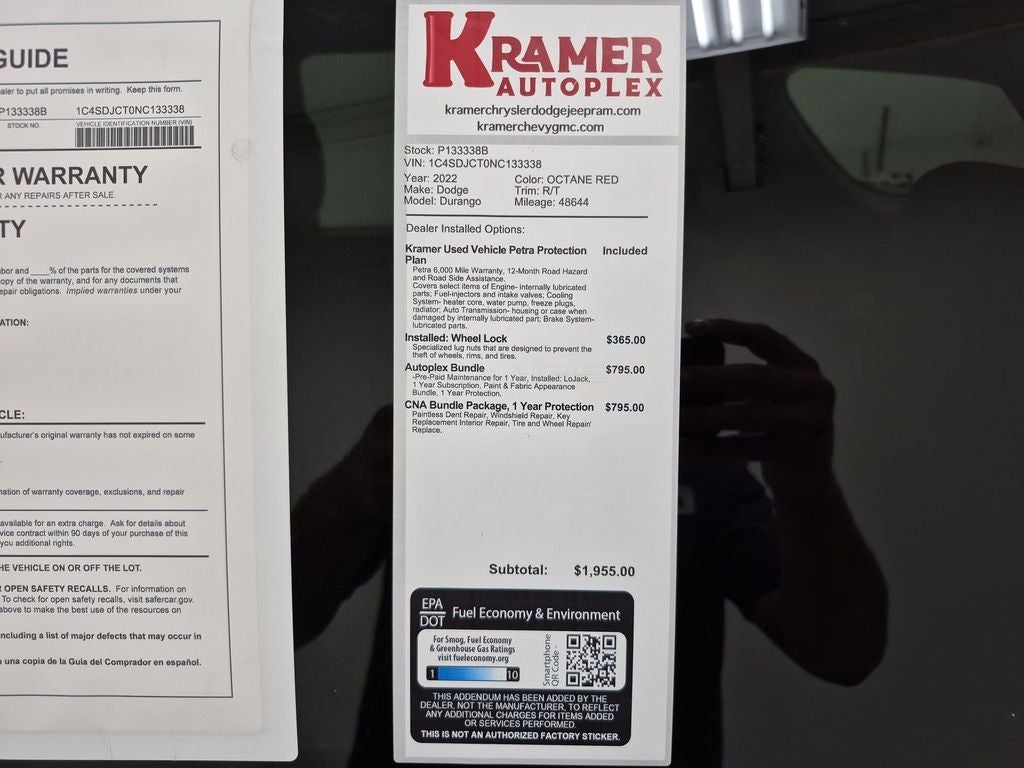 GUIDE
aler to put all promises in writing. Keep this form.
P133338B
1C4SDJCT0NC133338
STOCK NO.
VEHICLE IDENTIFICATION NUMBER (VIN)
R WARRANTY
R ANY REPAIRS AFTER SALE.
TY
bor and ____% of the parts for the covered systems
opy of the warranty, and for any documents that
epair obligations. Implied warranties under your
ATION:
CLE:
ufacturer's original warranty has not expired on some
nation of warranty coverage, exclusions, and repair
available for an extra charge. Ask for details about
vice contract within 90 days of your purchase of this
you additional rights.
HE VEHICLE ON OR OFF THE LOT.
R OPEN SAFETY RECALLS. For information on
To check for open safety recalls, visit safercar.gov.
above to make the best use of the resources on
including a list of major defects that may occur in
e una copia de la Guia del Comprador en español.
KRAMER
AUTOPLEX
kramerchryslerdodgejeepram.com
kramerchevygmc.com
Stock: P133338B
VIN: 1C4SDJCT0NC133338
Year: 2022 Color: OCTANE RED
Make: Dodge Trim: R/T
Model: Durango Mileage: 48644
Dealer Installed Options:
Kramer Used Vehicle Petra Protection Included
Plan
Petra 6,000 Mile Warranty, 12-Month Road Hazard
and Road Side Assistance.
Covers select items of Engine- internally lubricated
parts; Fuel-injectors and intake valves; Cooling
System- heater core, water pump, freeze plugs,
radiator; Auto Transmission- housing or case when
damaged by internally lubricated part; Brake System-
lubricated parts.
Installed: Wheel Lock $365.00
Specialized lug nuts that are designed to prevent the
theft of wheels, rims, and tires.
Autoplex Bundle $795.00
-Pre-Paid Maintenance for 1 Year, Installed: LoJack,
1 Year Subscription, Paint & Fabric Appearance
Bundle, 1 Year Protection.
CNA Bundle Package, 1 Year Protection $795.00
Paintless Dent Repair, Windshield Repair, Key
Replacement Interior Repair, Tire and Wheel Repair/
Replace.
Subtotal: $1,955.00
EPA
DOT
Fuel Economy & Environment
For Smog, Fuel Economy
& Greenhouse Gas Ratings
visit fueleconomy.org
1 10
Smartphone
QR Code
THIS ADDENDUM HAS BEEN ADDED BY THE
DEALER, NOT THE MANUFACTURER, TO REFLECT
ANY ADDITIONAL CHARGES FOR ITEMS ADDED
OR SERVICES PERFORMED.
THIS IS NOT AN AUTHORIZED FACTORY STICKER.